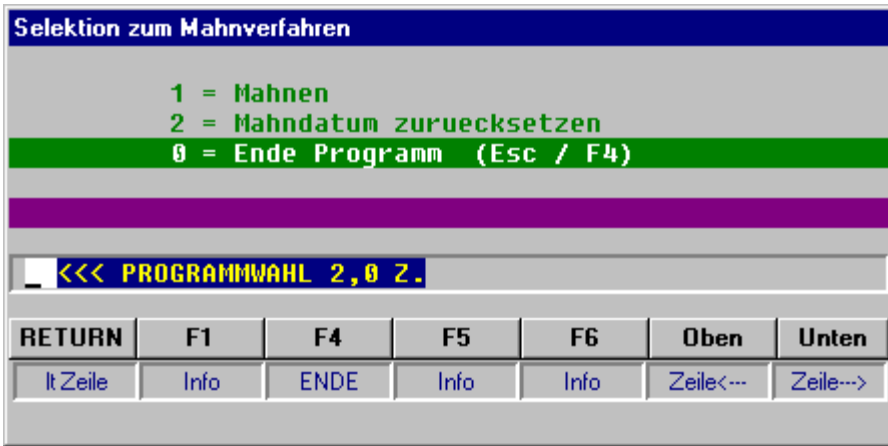 Selektion zum Mahnverfahren
1 = Mahnen
2 = Mahndatum zuruecksetzen
0 = Ende Programm (Esc / F4)
_ <<< PROGRAMMWAHL 2,0 Z.
RETURN F1 F4 F5 F6 Oben Unten
lt Zeile Info ENDE Info Info Zeile<--- Zeile--->